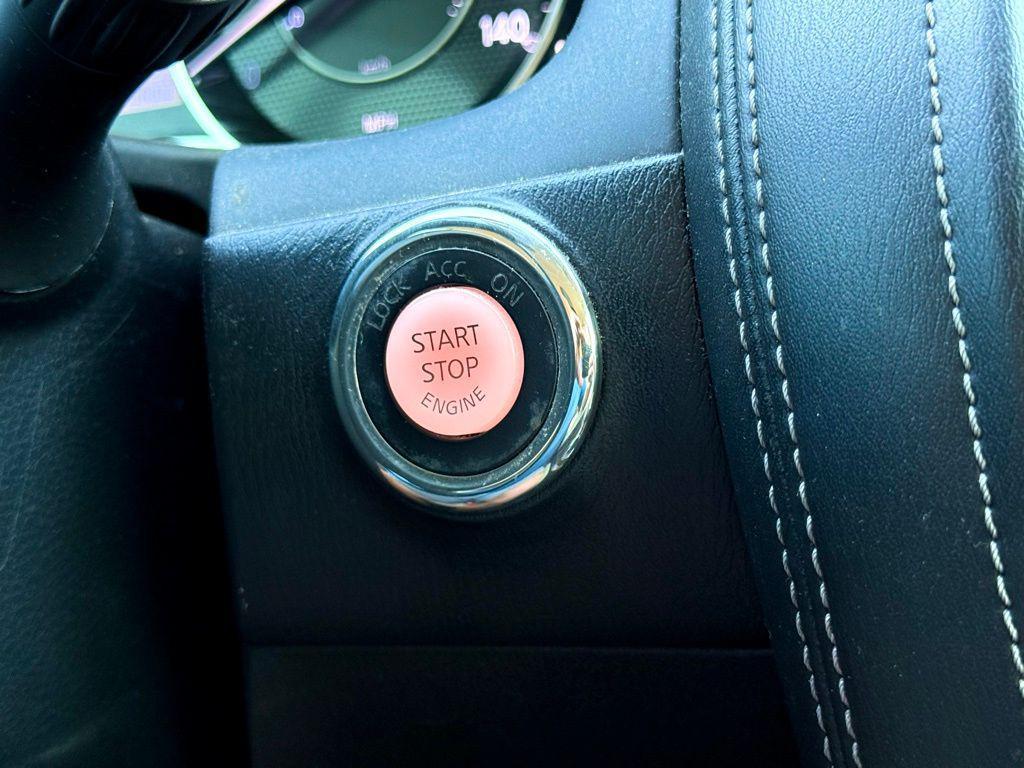 140
LOCK ACC ON
START
STOP
ENGINE